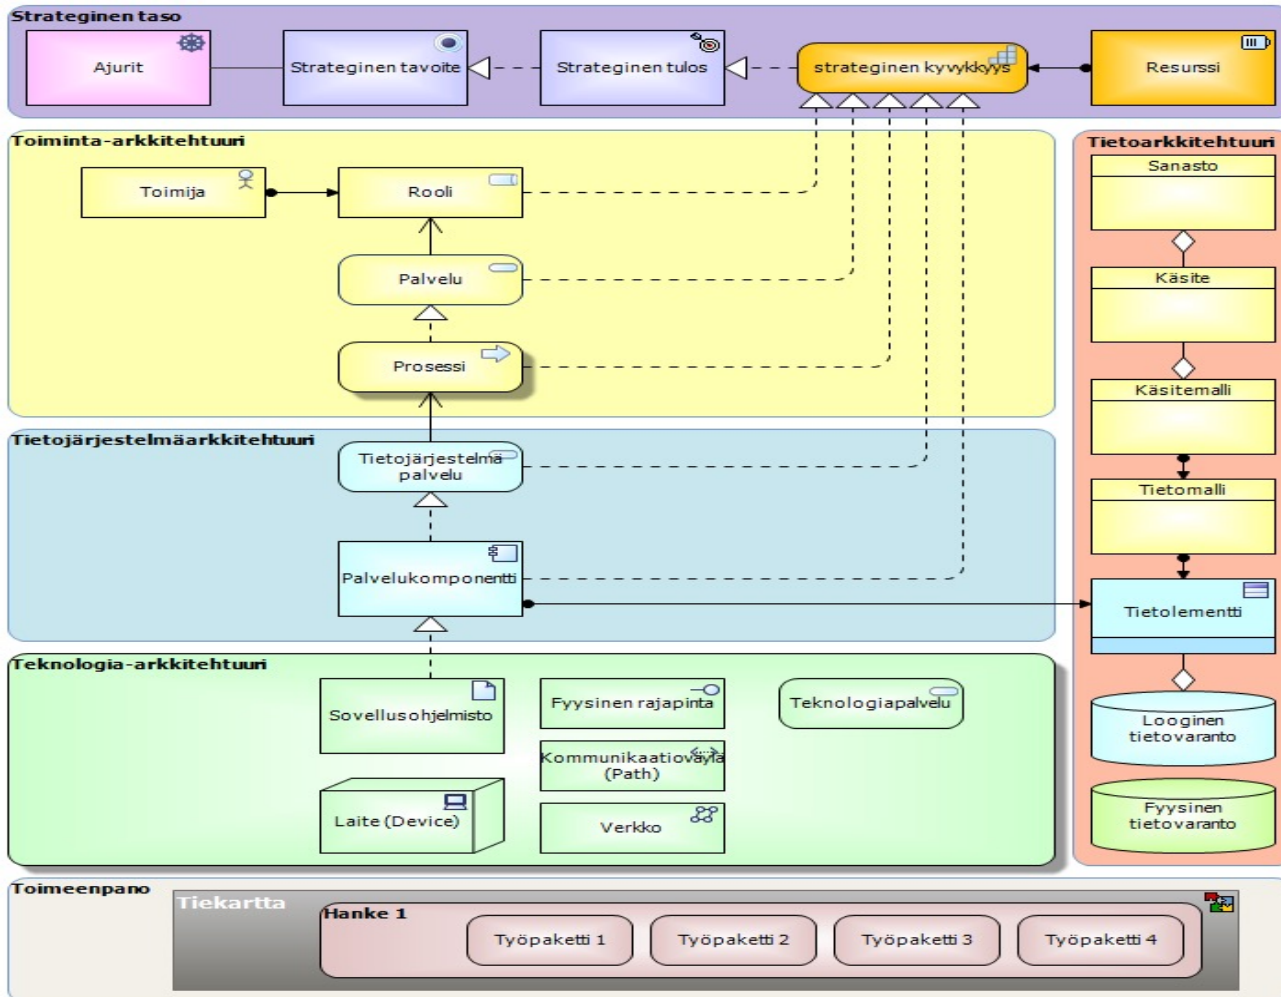 Strateginen taso
Ajurit
Strateginen tavoite
Strateginen tulos
strateginen kyvykkyys
Resurssi
Toiminta-arkkitehtuuri
Toimija
Rooli
Palvelu
Prosessi
Tietojärjestelmäarkkitehtuuri
Tietojärjestelmä
palvelu
Palvelukomponentti
Teknologia-arkkitehtuuri
Sovellusohjelmisto
Fyysinen rajapinta
Teknologiapalvelu
Kommunikaatioväylä
(Path)
Laite (Device)
Verkko
Tietoarkkitehtuuri
Sanasto
Käsite
Käsitemalli
Tietomalli
Tietolementti
Looginen
tietovaranto
Fyysinen
tietovaranto
Toimeenpano
Tiekartta
Hanke 1
Työpaketti 1
Työpaketti 2
Työpaketti 3
Työpaketti 4